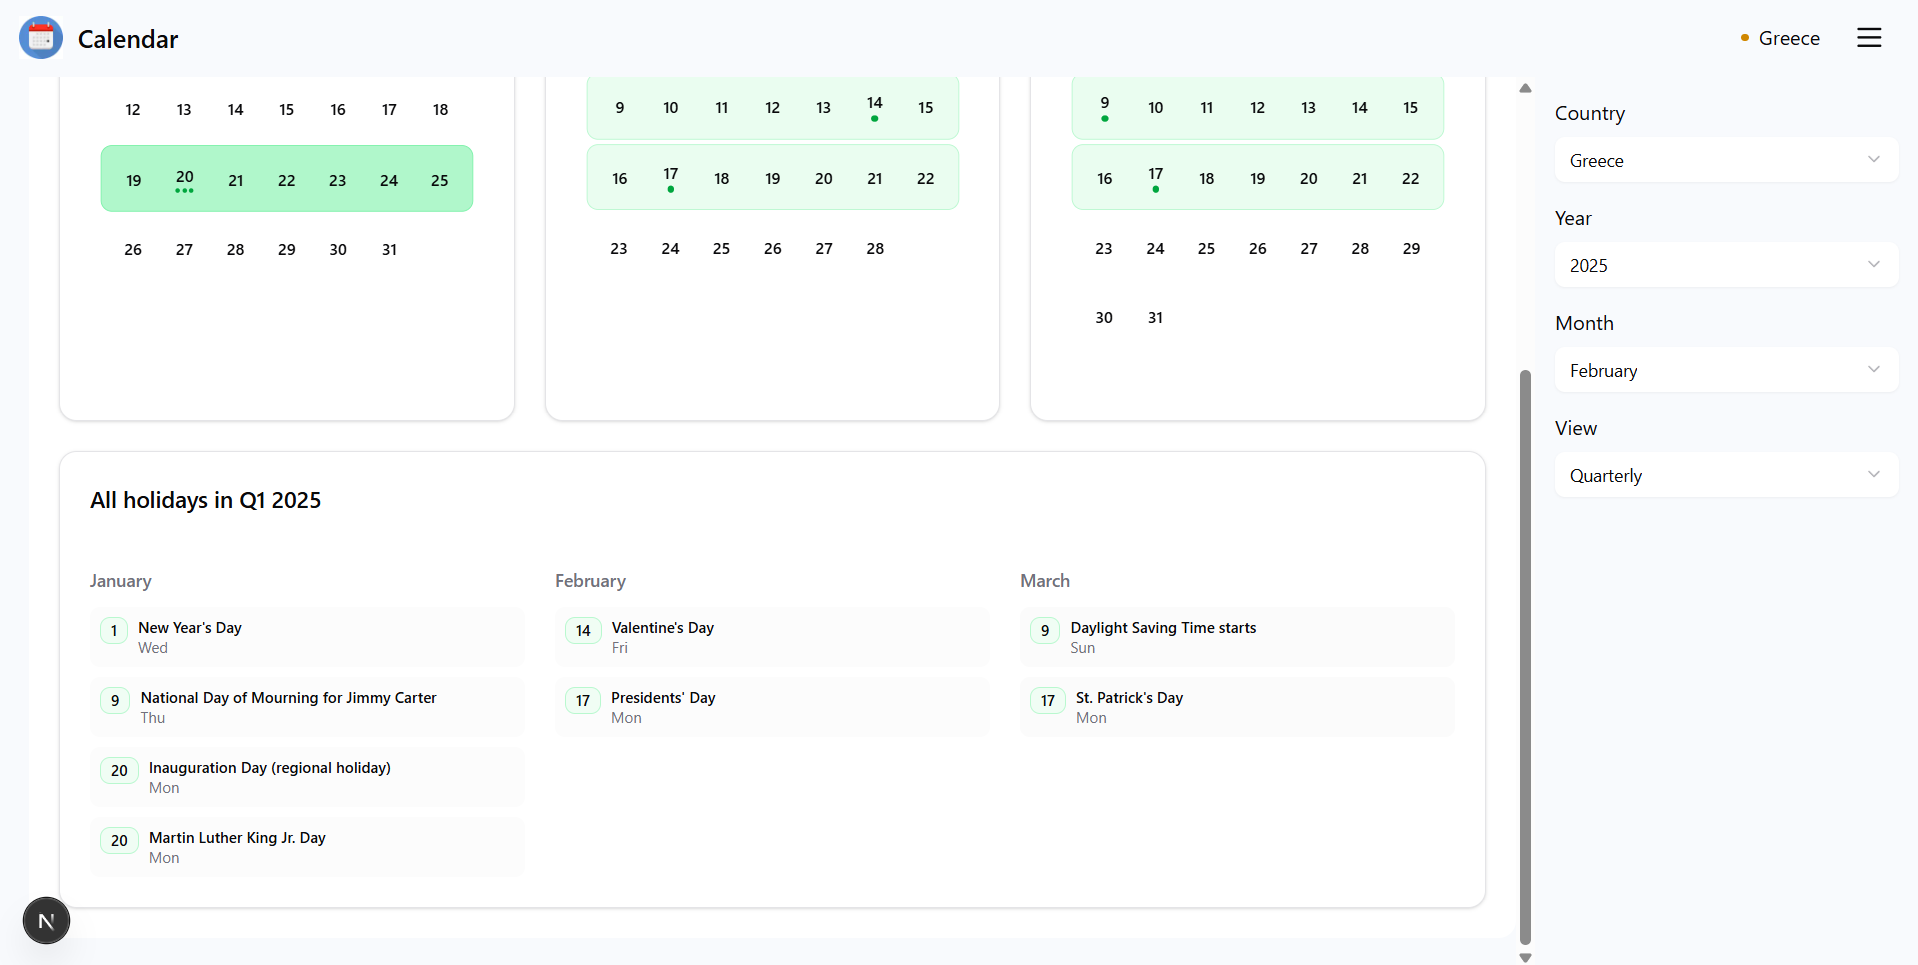 Calendar
Greece
12 13 14 15 16 17 18
19 20 21 22 23 24 25
26 27 28 29 30 31
9 10 11 12 13 14 15
16 17 18 19 20 21 22
23 24 25 26 27 28
9 10 11 12 13 14 15
16 17 18 19 20 21 22
23 24 25 26 27 28 29
30 31
Country
Greece
Year
2025
Month
February
View
Quarterly
All holidays in Q1 2025
January
1 New Year's Day
Wed
9 National Day of Mourning for Jimmy Carter
Thu
20 Inauguration Day (regional holiday)
Mon
20 Martin Luther King Jr. Day
Mon
February
14 Valentine's Day
Fri
17 Presidents' Day
Mon
March
9 Daylight Saving Time starts
Sun
17 St. Patrick's Day
Mon
N